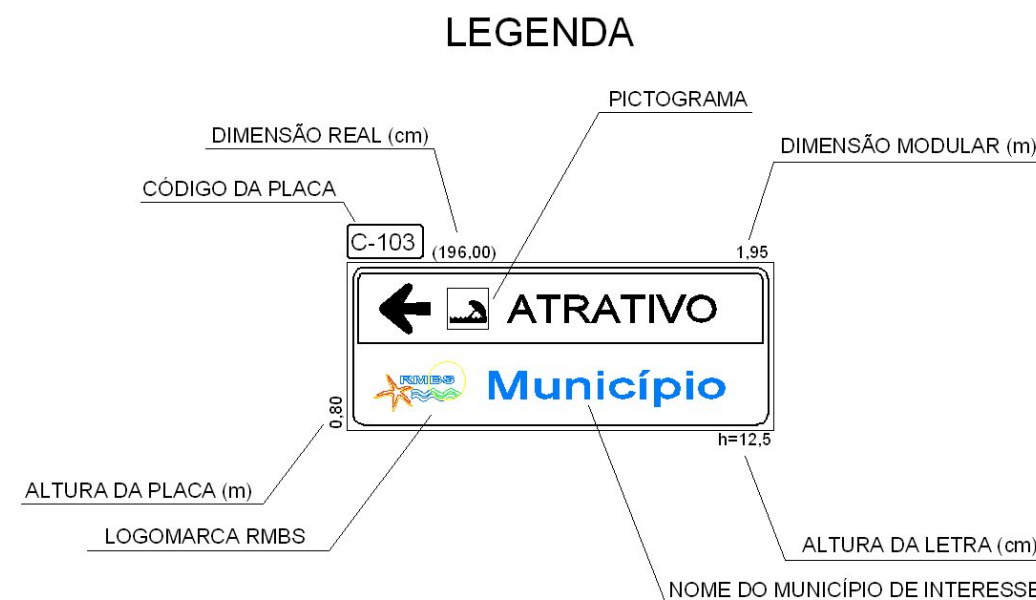 LEGENDA
PICTOGRAMA
DIMENSÃO REAL (cm)
DIMENSÃO MODULAR (m)
CÓDIGO DA PLACA
C-103
(196,00)
1,95
ATRATIVO
RMBS
Município
0,80
h=12,5
ALTURA DA PLACA (m)
LOGOMARCA RMBS
ALTURA DA LETRA (cm)
NOME DO MUNICÍPIO DE INTERESSE